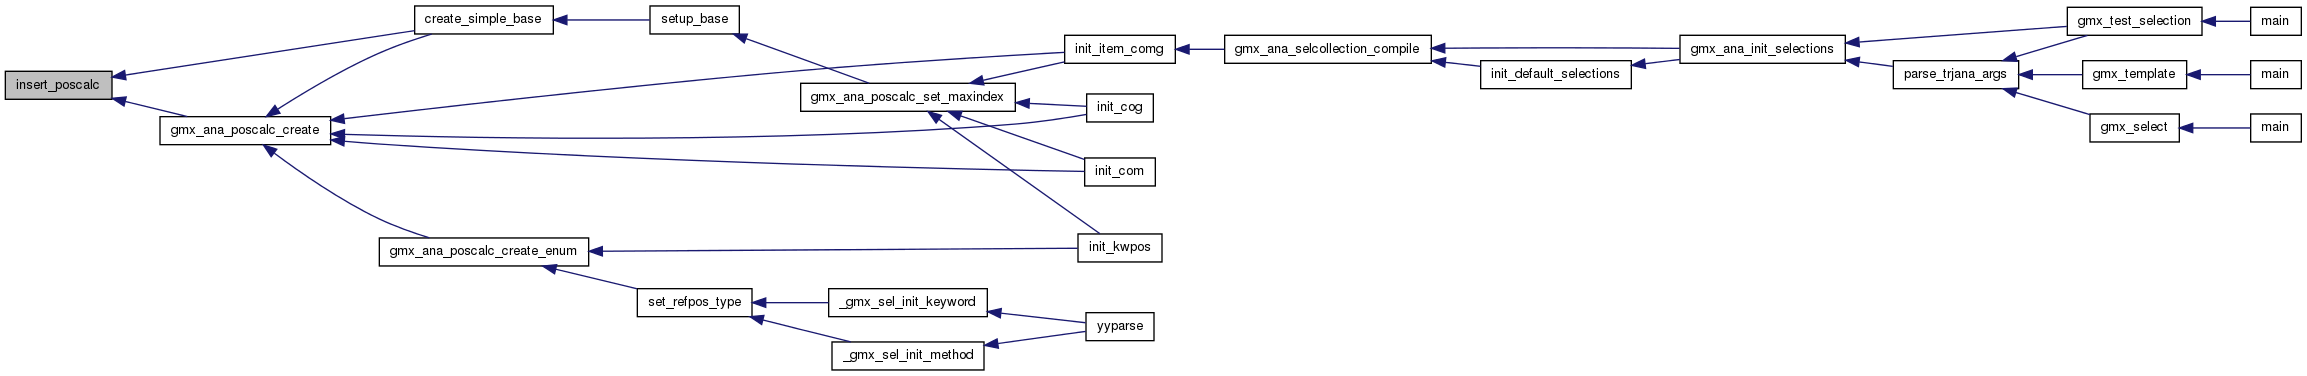 insert_poscalc
create_simple_base
gmx_ana_poscalc_create
setup_base
gmx_ana_poscalc_set_maxindex
gmx_ana_poscalc_create_enum
set_refpos_type
_gmx_sel_init_keyword
_gmx_sel_init_method
init_item_comg
init_cog
init_com
init_kwpos
yyparse
gmx_ana_selcollection_compile
init_default_selections
gmx_ana_init_selections
parse_trjana_args
gmx_test_selection
gmx_template
gmx_select
main
main
main